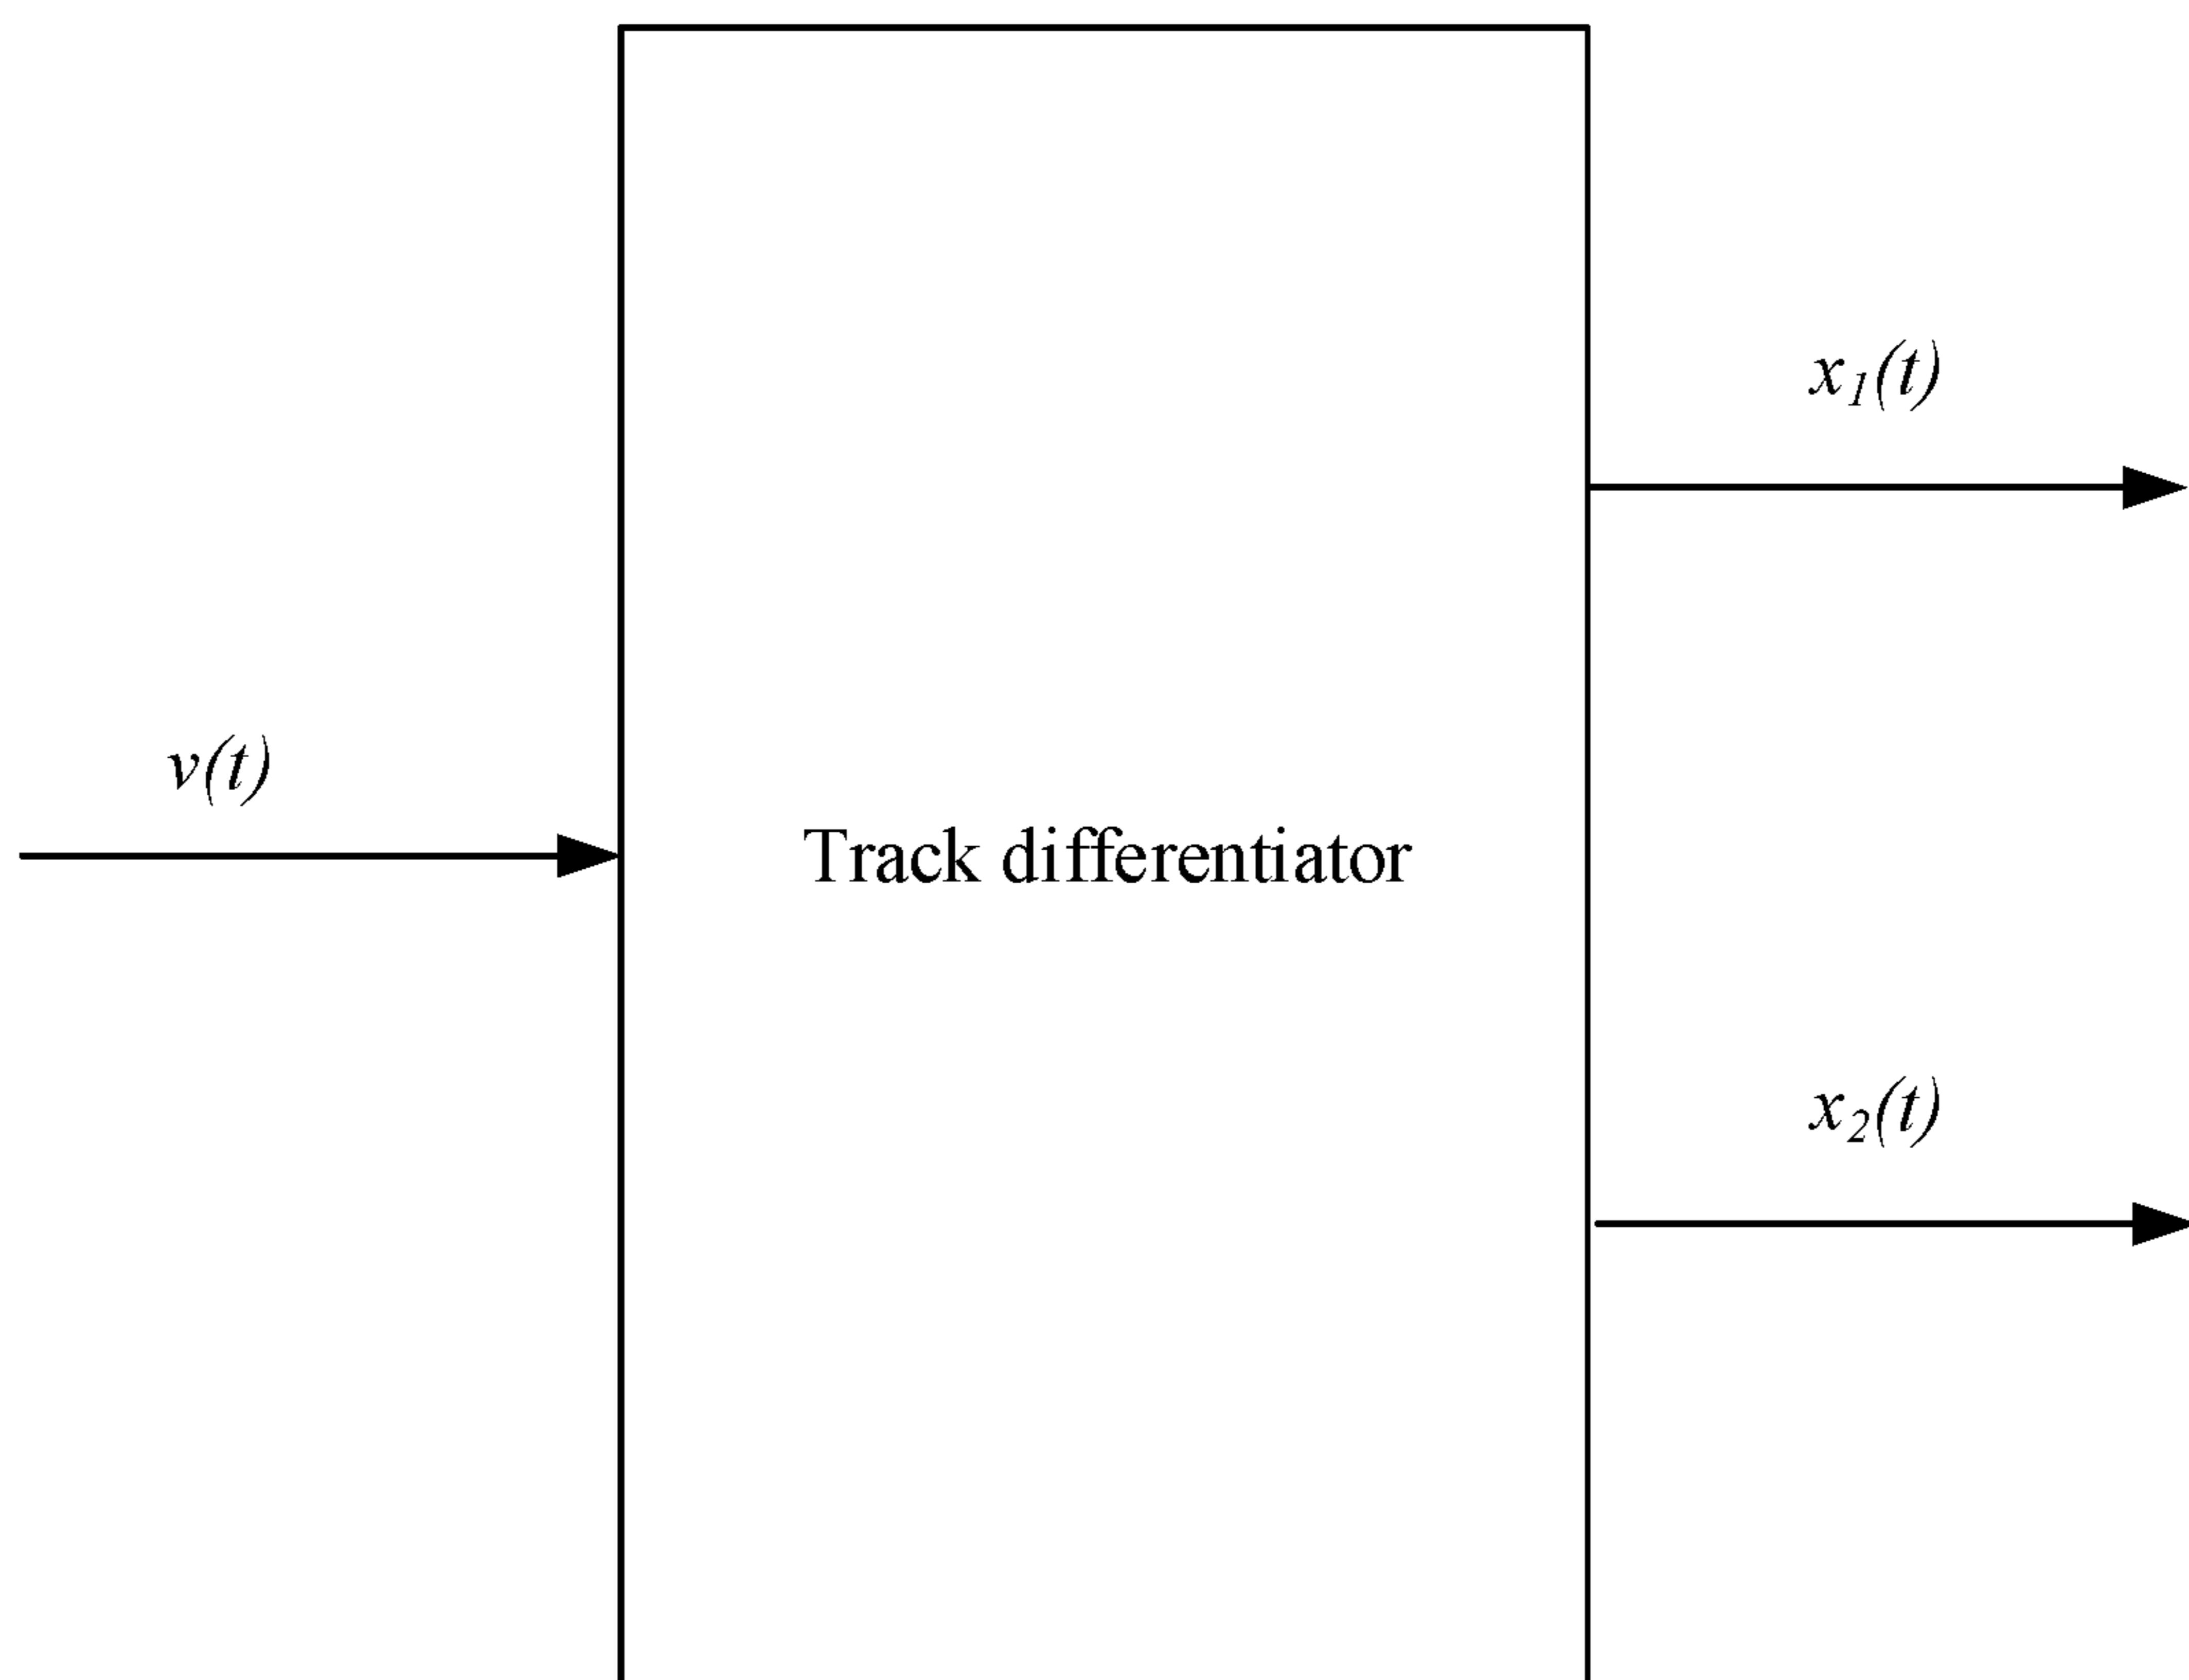 x₁(t)
v(t)
Track differentiator
x₂(t)